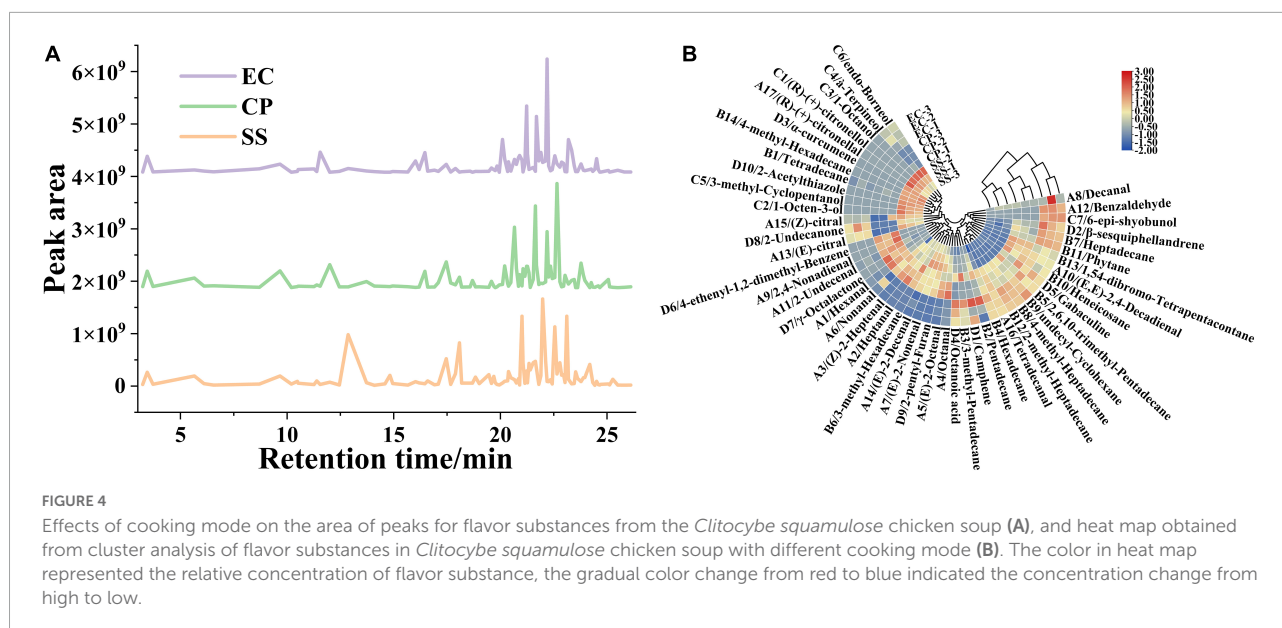 A
EC
CP
SS
6×10⁹
5×10⁹
4×10⁹
3×10⁹
2×10⁹
1×10⁹
0
Peak area
5
10
15
20
25
Retention time/min
B
3.00
2.50
1.50
0.50
0.00
-0.50
-1.00
-1.50
-2.00
C6/endo-Borneol
C4/a-Terpineol
C3/1-Octanol
C1/(R)-(+)-citronellol
A17/(R)-(+)-citronellal
D3/α-curcumene
B14/4-methyl-Hexadecane
B1/Tetradecane
D10/2-Acetylthiazole
C5/3-methyl-Cyclopentanol
C2/1-Octen-3-ol
A15/(Z)-citral
D8/2-Undecanone
A13/(E)-citral
D6/4-ethenyl-1,2-dimethyl-Benzene
A9/2,4-Nonadienal
A11/2-Undecenal
D7/γ-Octalactone
A1/Hexanal
A6/Nonanal
A3/(Z)-2-Heptenal
A2/Heptanal
B6/3-methyl-Hexadecane
A14/(E)-2-Decenal
A7/(E)-2-Nonenal
D9/2-pentyl-Furan
A5/(E)-2-Octenal
A4/Octanal
D4/Octanoic acid
B3/3-methyl-Pentadecane
D1/Camphene
B2/Pentadecane
B4/Hexadecane
A16/Tetradecanal
B12/2-methyl-Heptadecane
B8/4-methyl-Heptadecane
B9/undecyl-Cyclohexane
B5/2,6,10-trimethyl-Pentadecane
D5/Gabaculine
B10/Heneicosane
A10/(E,E)-2,4-Decadienal
B13/1,54-dibromo-Tetrapentacontane
B11/Phytane
B7/Heptadecane
D2/β-sesquiphellandrene
C7/6-epi-shyobunol
A12/Benzaldehyde
A8/Decanal
FIGURE 4
Effects of cooking mode on the area of peaks for flavor substances from the Clitocybe squamulose chicken soup (A), and heat map obtained
from cluster analysis of flavor substances in Clitocybe squamulose chicken soup with different cooking mode (B). The color in heat map
represented the relative concentration of flavor substance, the gradual color change from red to blue indicated the concentration change from
high to low.